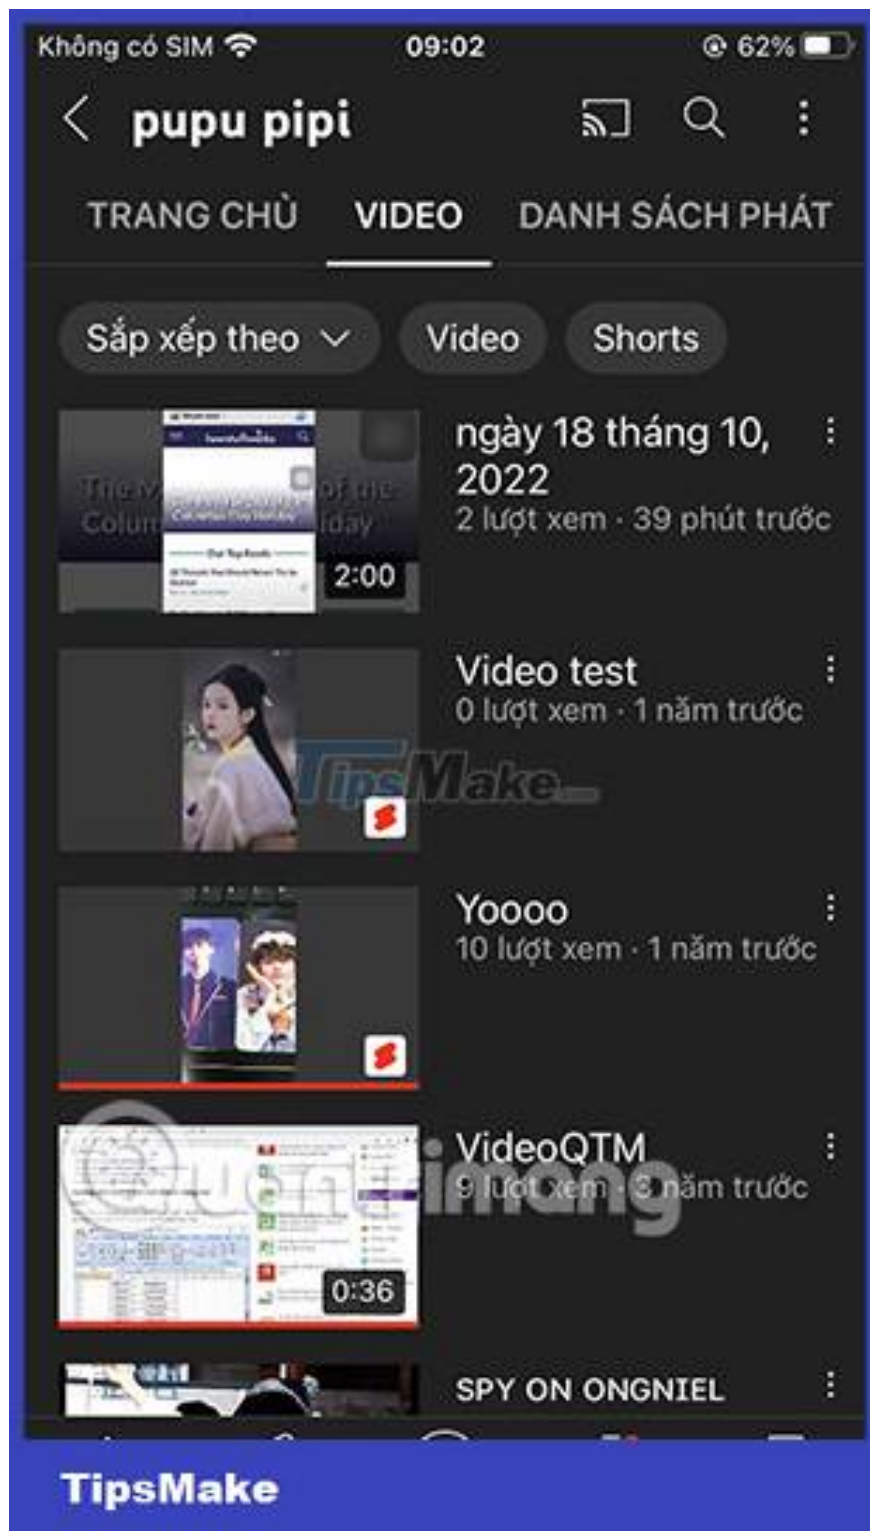 Không có SIM 09:02 62%
pupu pipi
TRANG CHỦ VIDEO DANH SÁCH PHÁT
Sắp xếp theo Video Shorts
ngày 18 tháng 10,
2022
2 lượt xem · 39 phút trước
2:00
Video test
0 lượt xem · 1 năm trước
TipsMake
Yoooo
10 lượt xem · 1 năm trước
VideoQTM
9 lượt xem · 3 năm trước
Quantrimang
0:36
SPY ON ONGNIEL
TipsMake